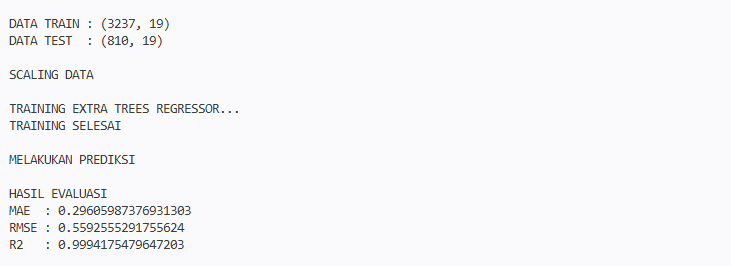 DATA TRAIN : (3237, 19)
DATA TEST  : (810, 19)
SCALING DATA
TRAINING EXTRA TREES REGRESSOR...
TRAINING SELESAI
MELAKUKAN PREDIKSI
HASIL EVALUASI
MAE  : 0.29605987376931303
RMSE : 0.5592555291755624
R2   : 0.9994175479647203